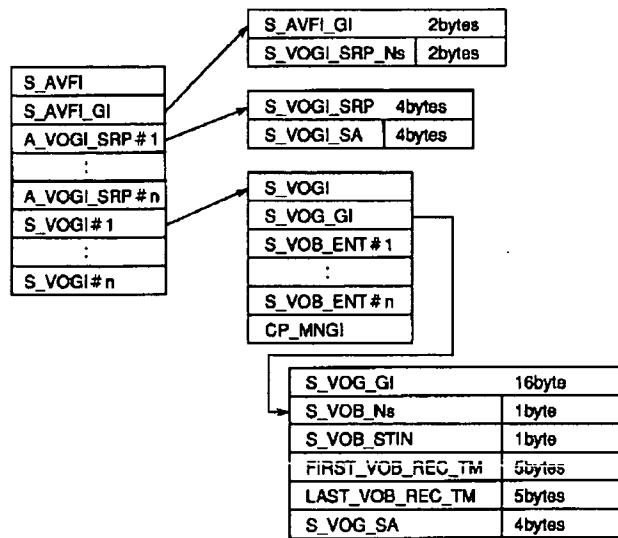 S_AVFI
S_AVFI_GI
A_VOGI_SRP#1
:
A_VOGI_SRP#n
S_VOGI#1
:
S_VOGI#n
S_AVFI_GI 2bytes
S_VOGI_SRP_Ns 2bytes
S_VOGI_SRP 4bytes
S_VOGI_SA 4bytes
S_VOGI
S_VOG_GI
S_VOB_ENT#1
:
S_VOB_ENT#n
CP_MNGI
S_VOG_GI 16byte
S_VOB_Ns 1byte
S_VOB_STIN 1byte
FIRST_VOB_REC_TM 5bytes
LAST_VOB_REC_TM 5bytes
S_VOG_SA 4bytes